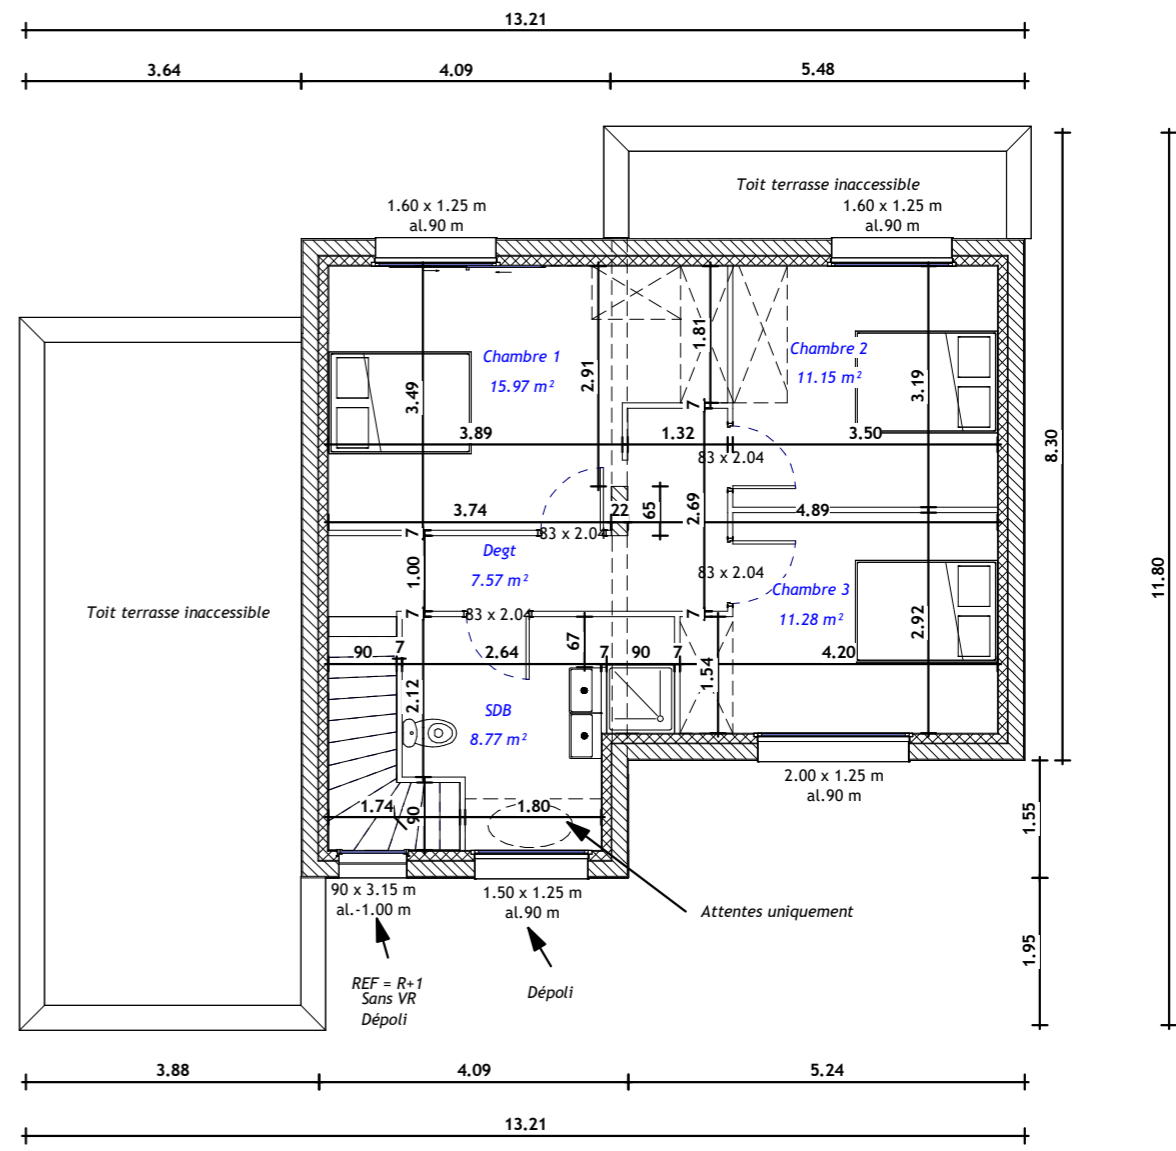 13.21
3.64
4.09
5.48
Toit terrasse inaccessible
1.60 x 1.25 m
al.90 m
1.60 x 1.25 m
al.90 m
Chambre 1
15.97 m²
Chambre 2
11.15 m²
1.81
2.91
3.49
3.19
7
3.89
1.32
3.50
83 x 2.04
8.30
11.80
3.74
22
65
2.69
4.89
7
83 x 2.04
Degt
7.57 m²
1.00
83 x 2.04
Chambre 3
11.28 m²
Toit terrasse inaccessible
7
83 x 2.04
7
2.92
67
90
7
2.64
7
90
7
4.20
1.54
2.12
SDB
8.77 m²
2.00 x 1.25 m
al.90 m
1.74
90
1.80
1.55
90 x 3.15 m
al.-1.00 m
1.50 x 1.25 m
al.90 m
Attentes uniquement
1.95
REF = R+1
Sans VR
Dépoli
Dépoli
3.88
4.09
5.24
13.21